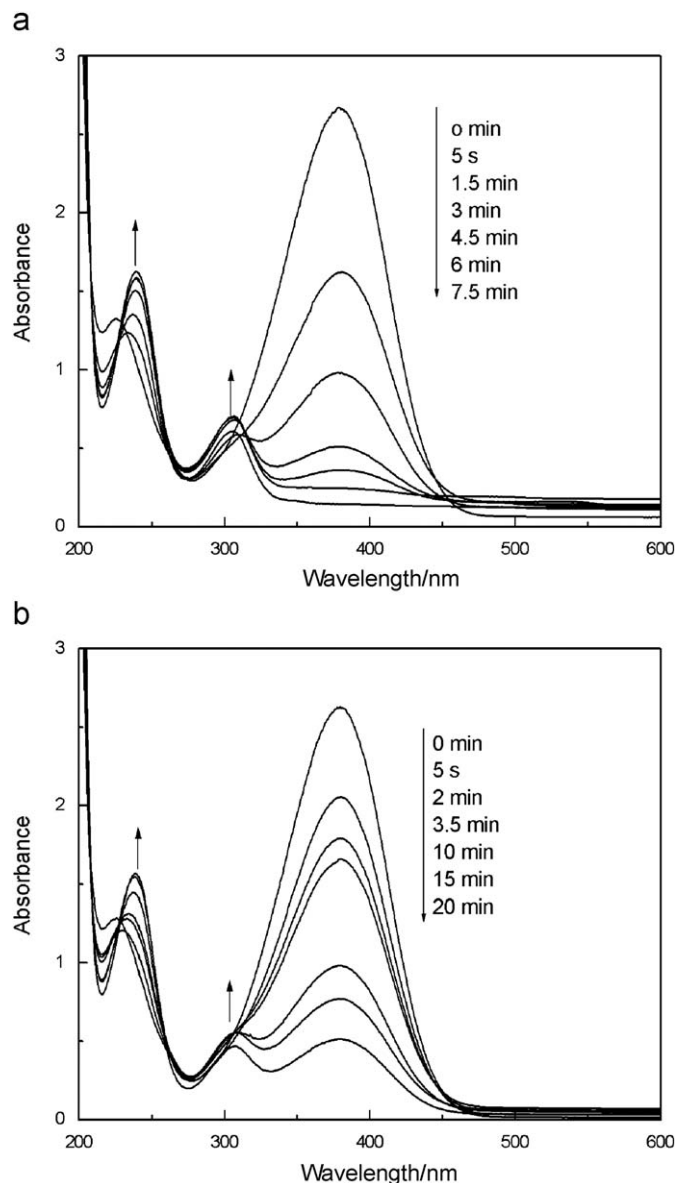 a
3
2
1
0
Absorbance
o min
5 s
1.5 min
3 min
4.5 min
6 min
7.5 min
200 300 400 500 600
Wavelength/nm
b
3
2
1
0
Absorbance
0 min
5 s
2 min
3.5 min
10 min
15 min
20 min
200 300 400 500 600
Wavelength/nm